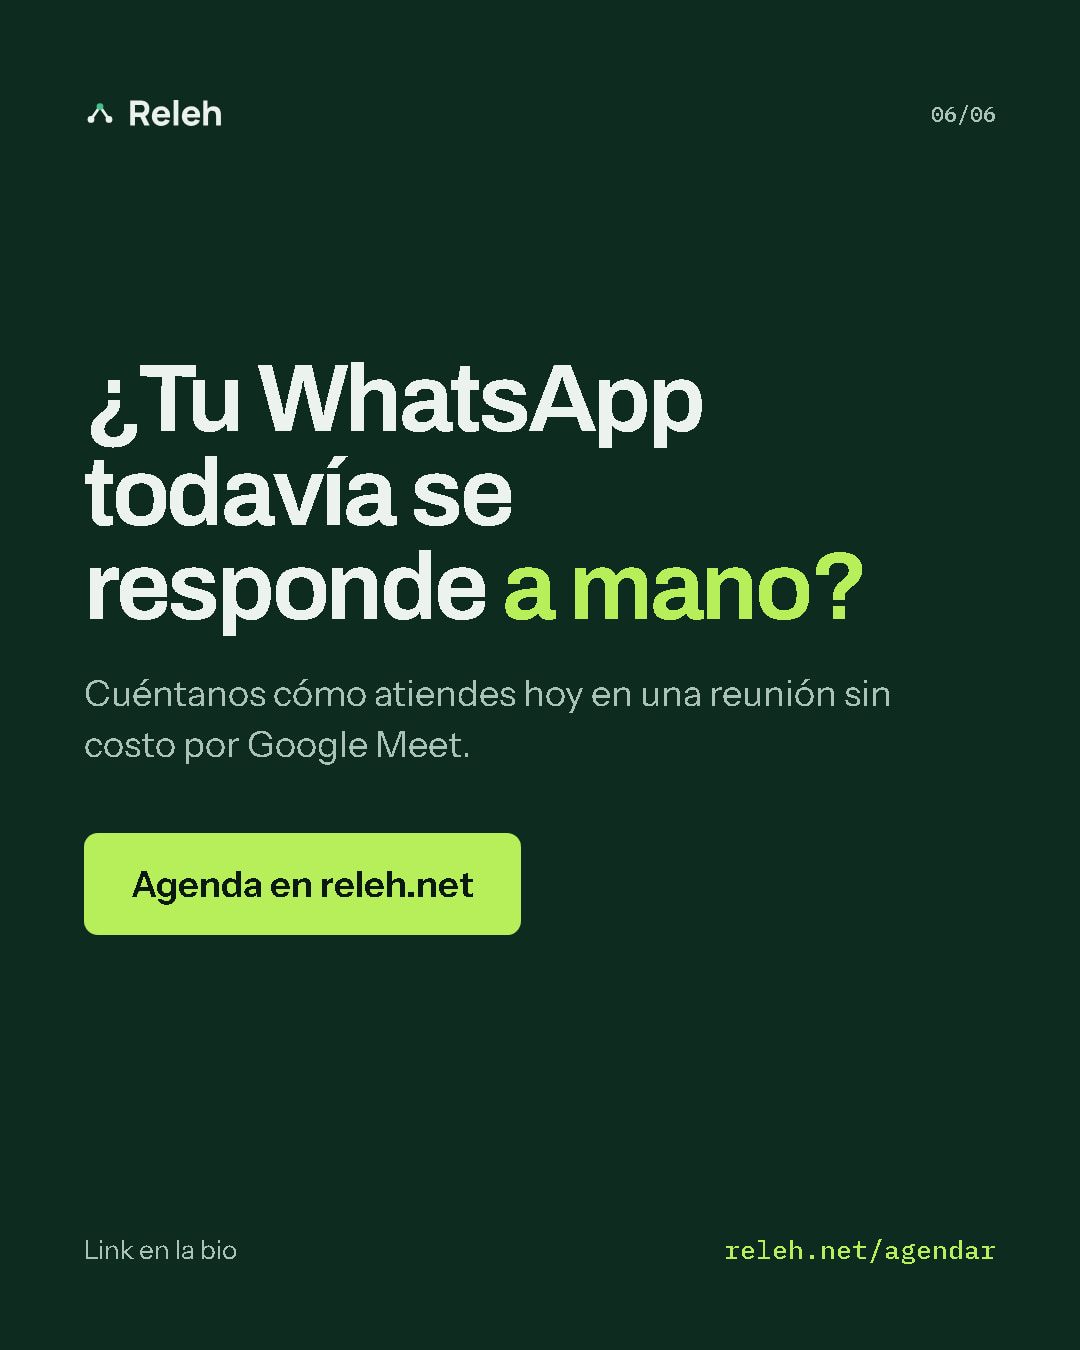 Releh
06/06
¿Tu WhatsApp
todavía se
responde a mano?
Cuéntanos cómo atiendes hoy en una reunión sin
costo por Google Meet.
Agenda en releh.net
Link en la bio
releh.net/agendar